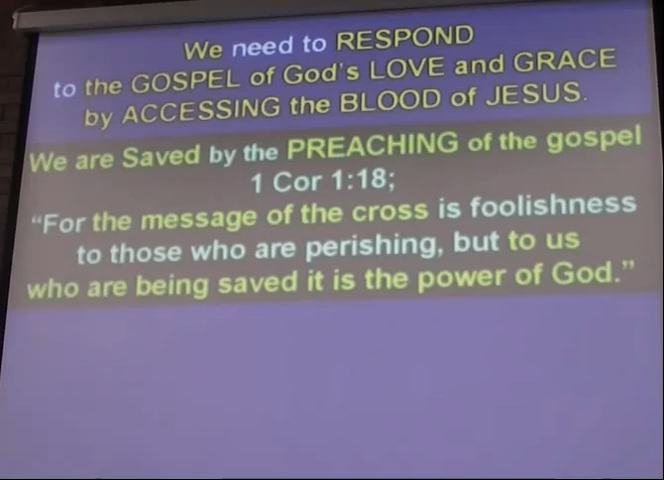 We need to RESPOND
to the GOSPEL of God's LOVE and GRACE
by ACCESSING the BLOOD of JESUS.
We are Saved by the PREACHING of the gospel
1 Cor 1:18;
“For the message of the cross is foolishness
to those who are perishing, but to us
who are being saved it is the power of God.”